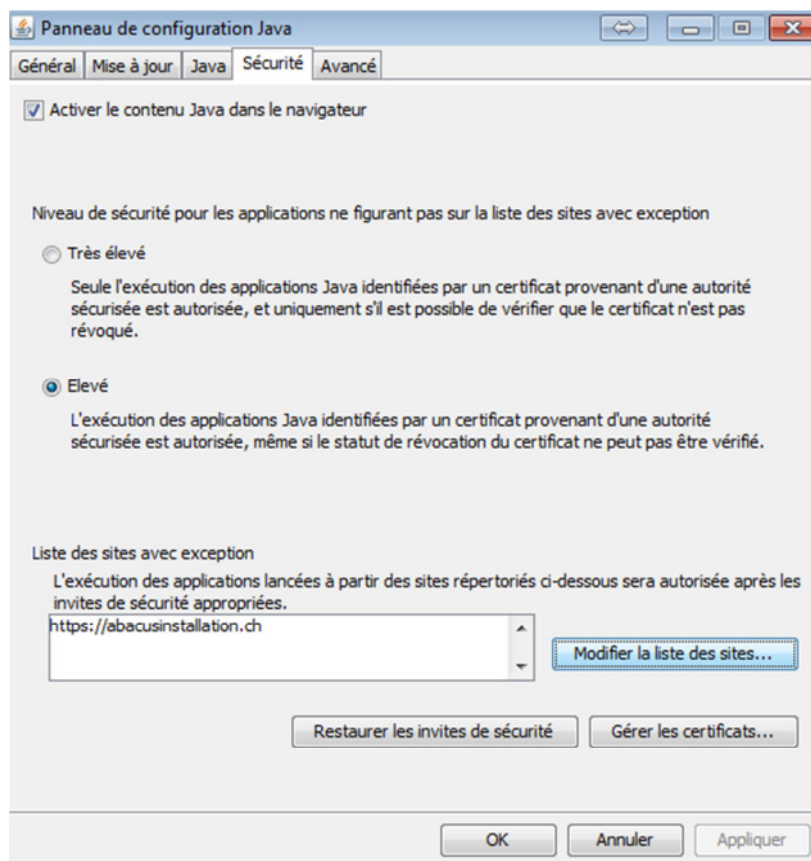 Panneau de configuration Java
Général Mise à jour Java Sécurité Avancé
Activer le contenu Java dans le navigateur
Niveau de sécurité pour les applications ne figurant pas sur la liste des sites avec exception
Très élevé
Seule l'exécution des applications Java identifiées par un certificat provenant d'une autorité
sécurisée est autorisée, et uniquement s'il est possible de vérifier que le certificat n'est pas
révoqué.
Elevé
L'exécution des applications Java identifiées par un certificat provenant d'une autorité
sécurisée est autorisée, même si le statut de révocation du certificat ne peut pas être vérifié.
Liste des sites avec exception
L'exécution des applications lancées à partir des sites répertoriés ci-dessous sera autorisée après les
invites de sécurité appropriées.
https://abacusinstallation.ch
Modifier la liste des sites...
Restaurer les invites de sécurité Gérer les certificats...
OK Annuler Appliquer